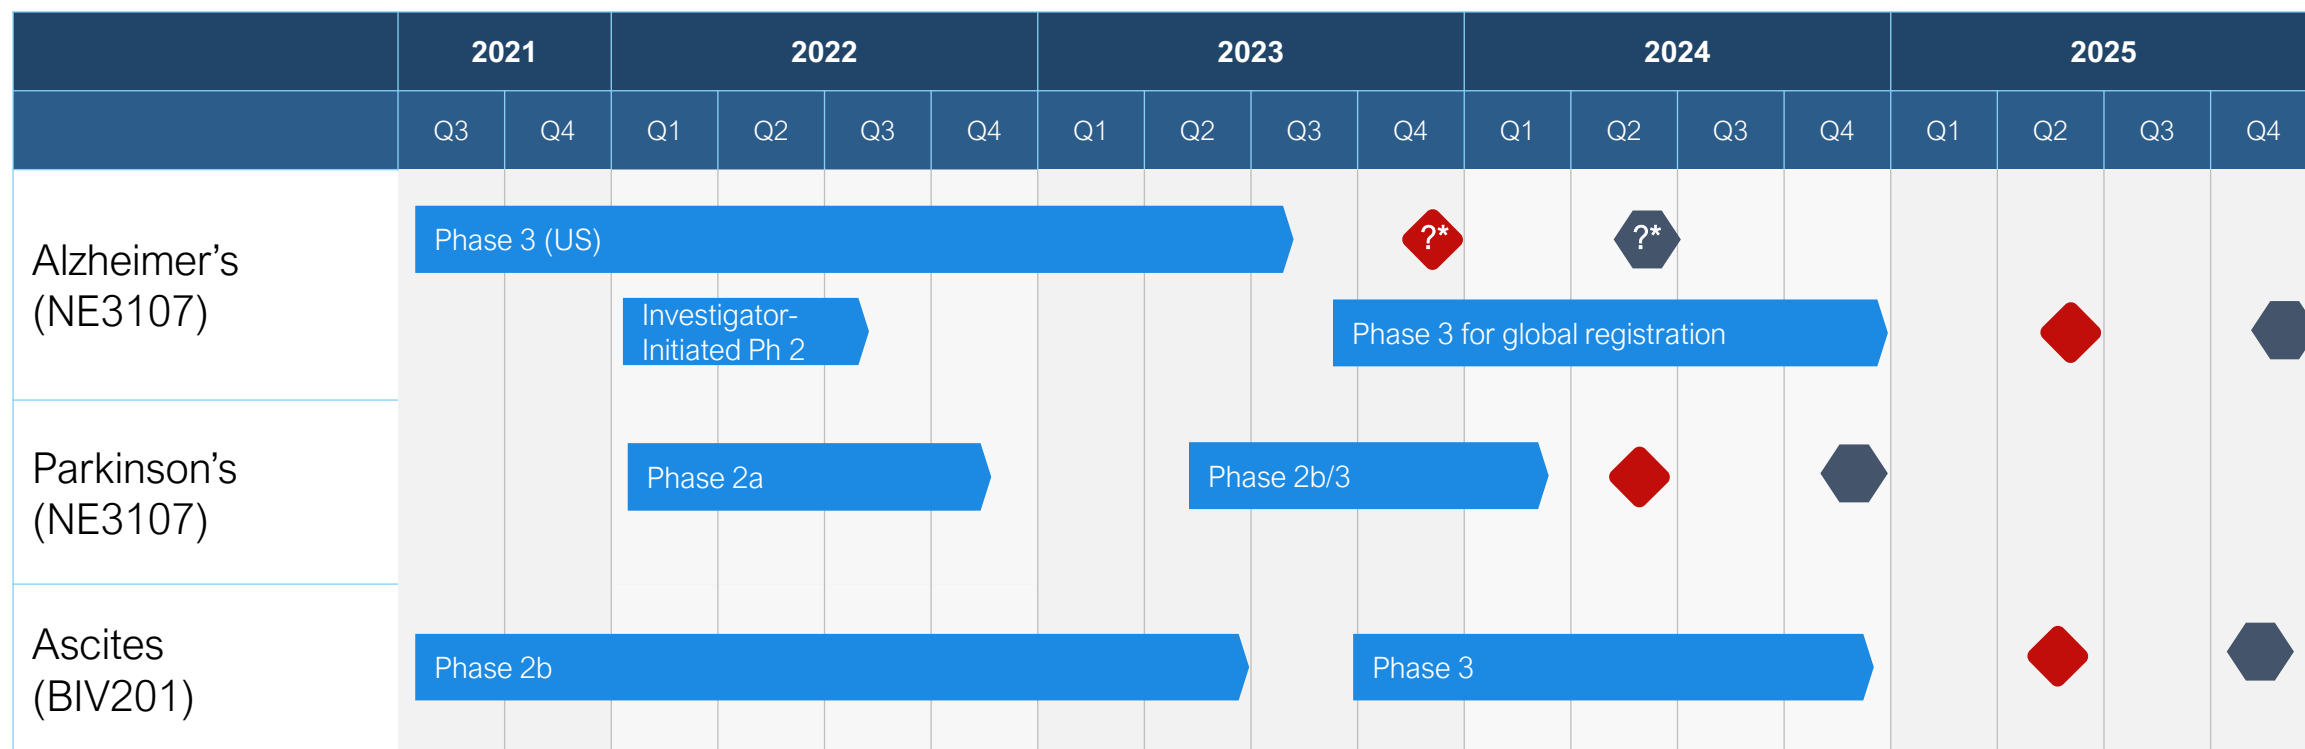 2021 2022 2023 2024 2025
Q3 Q4 Q1 Q2 Q3 Q4 Q1 Q2 Q3 Q4 Q1 Q2 Q3 Q4 Q1 Q2 Q3 Q4
Alzheimer’s
(NE3107)
Phase 3 (US)
?*
?*
Investigator-
Initiated Ph 2
Phase 3 for global registration
Parkinson’s
(NE3107)
Phase 2a
Phase 2b/3
Ascites
(BIV201)
Phase 2b
Phase 3